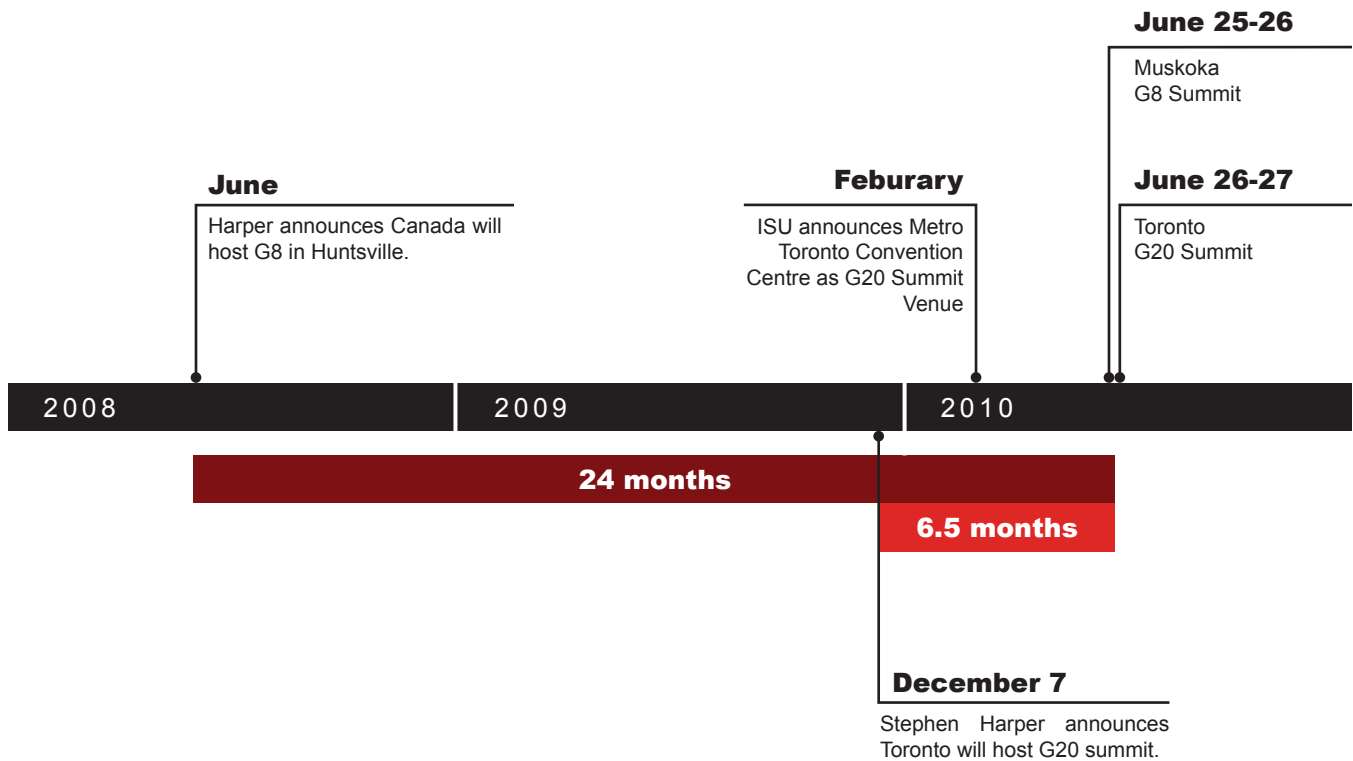 June 25-26
Muskoka
G8 Summit
June
Harper announces Canada will
host G8 in Huntsville.
Feburary
ISU announces Metro
Toronto Convention
Centre as G20 Summit
Venue
June 26-27
Toronto
G20 Summit
2008
2009
2010
24 months
6.5 months
December 7
Stephen Harper announces
Toronto will host G20 summit.